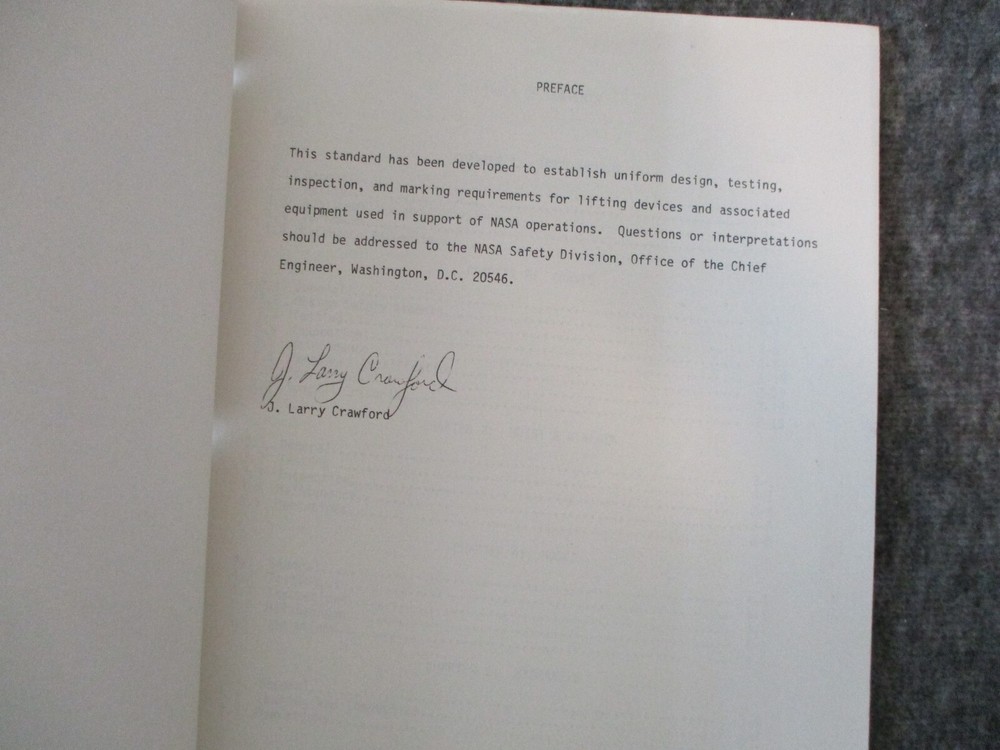 PREFACE
This standard has been developed to establish uniform design, testing,
inspection, and marking requirements for lifting devices and associated
equipment used in support of NASA operations.  Questions or interpretations
should be addressed to the NASA Safety Division, Office of the Chief
Engineer, Washington, D.C. 20546.
J. Larry Crawford
J. Larry Crawford